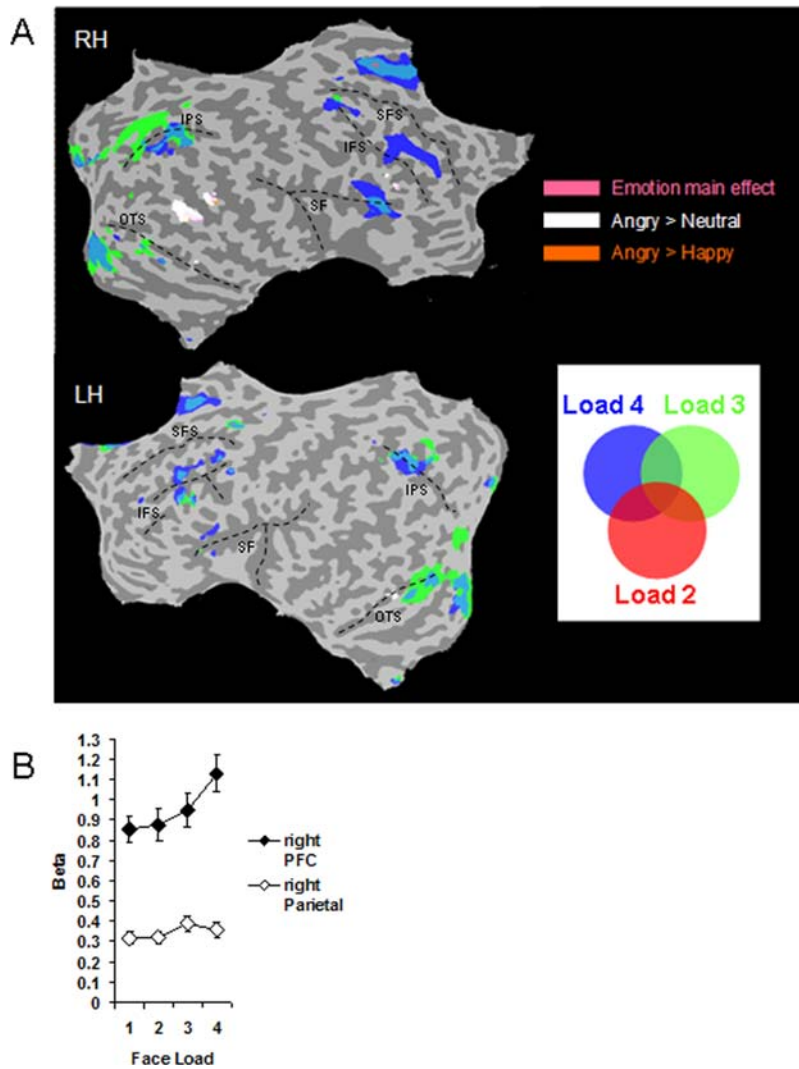 A
RH
IPS
SFS
IFS
SF
OTS
Emotion main effect
Angry > Neutral
Angry > Happy
LH
SFS
IFS
SF
IPS
OTS
Load 4 Load 3
Load 2
B
1.3
1.2
1.1
1
0.9
0.8
0.7
0.6
0.5
0.4
0.3
0.2
0.1
0
Beta
1 2 3 4
Face Load
right
PFC
right
Parietal